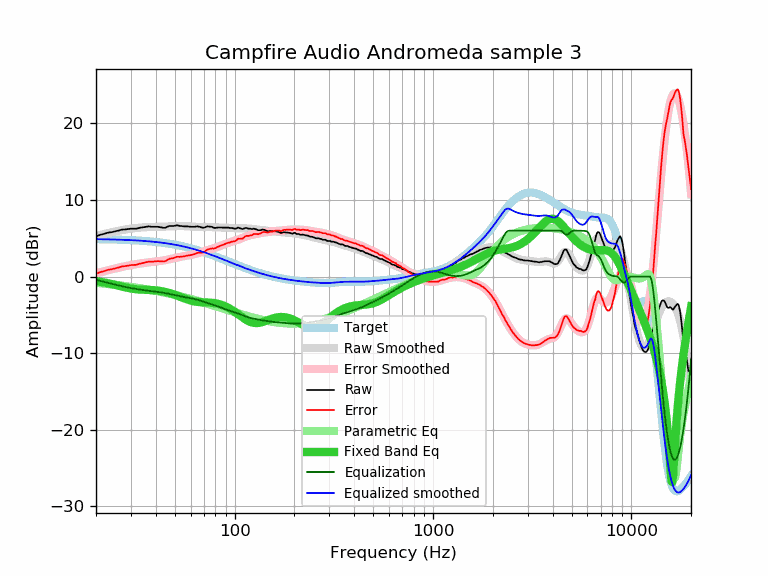 Campfire Audio Andromeda sample 3
Amplitude (dBr)
20
10
0
−10
−20
−30
Target
Raw Smoothed
Error Smoothed
Raw
Error
Parametric Eq
Fixed Band Eq
Equalization
Equalized smoothed
100 1000 10000
Frequency (Hz)